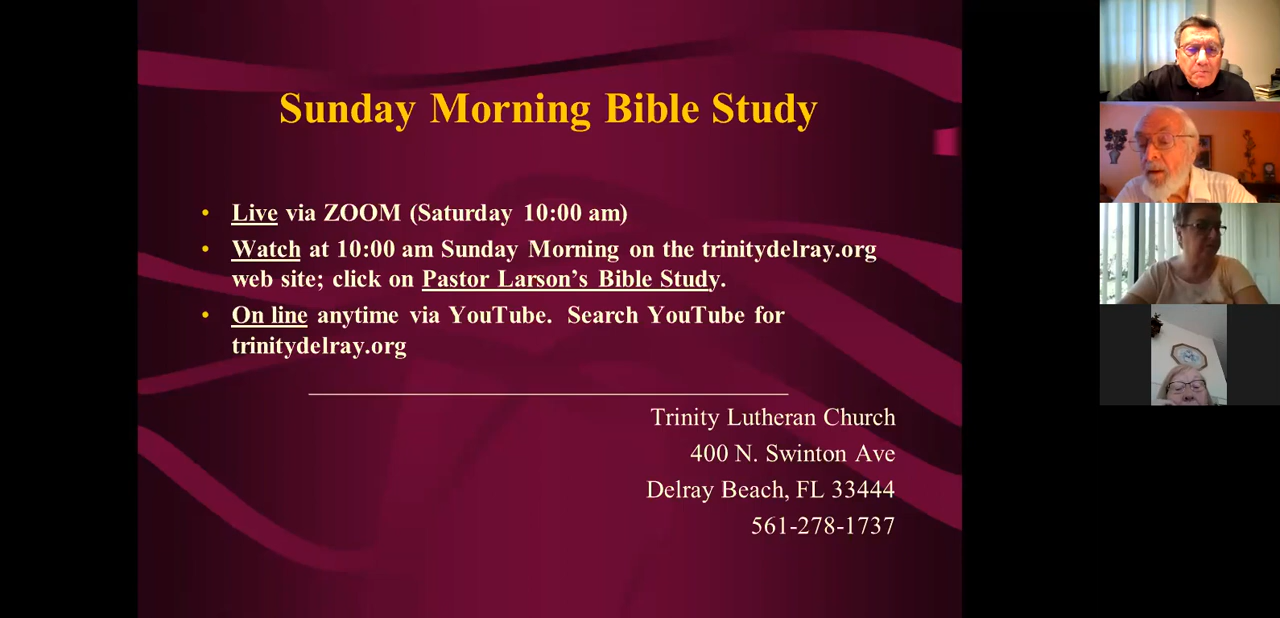 Sunday Morning Bible Study
• Live via ZOOM (Saturday 10:00 am)
• Watch at 10:00 am Sunday Morning on the trinitydelray.org
web site; click on Pastor Larson's Bible Study.
• On line anytime via YouTube. Search YouTube for
trinitydelray.org
Trinity Lutheran Church
400 N. Swinton Ave
Delray Beach, FL 33444
561-278-1737